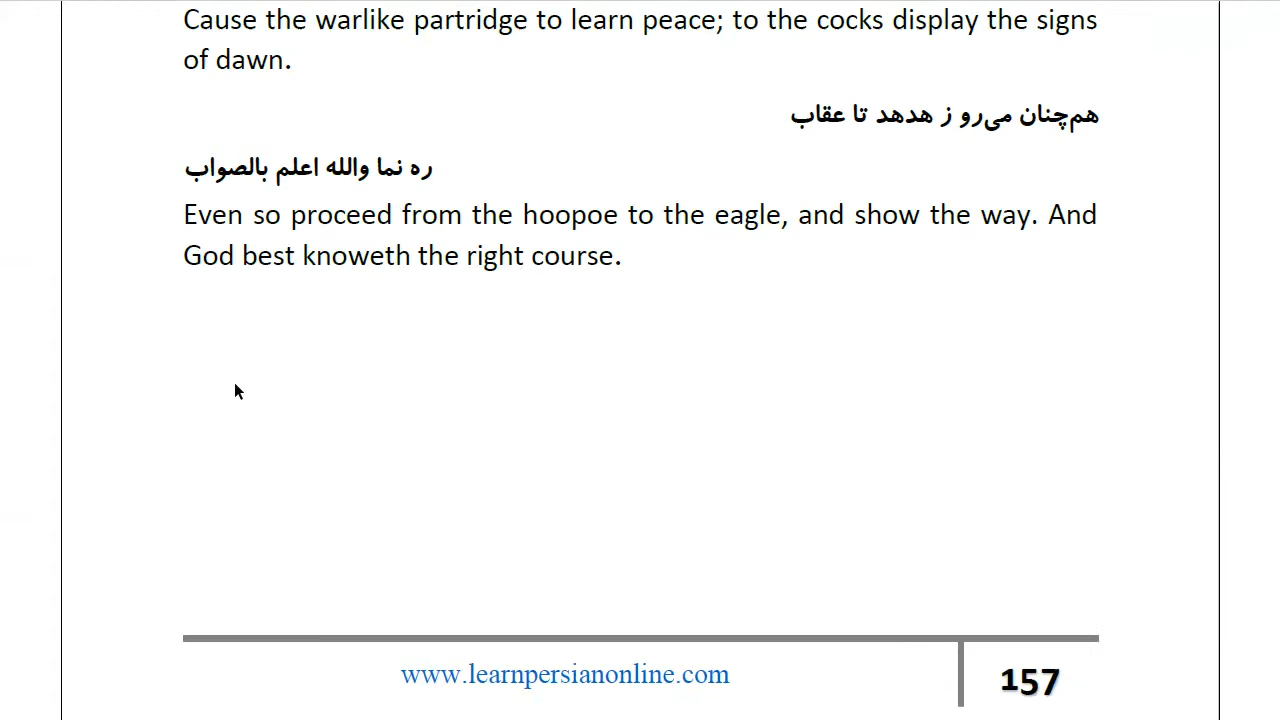 Cause the warlike partridge to learn peace; to the cocks display the signs
of dawn.
هم‌چنان می‌رو ز هدهد تا عقاب
ره نما والله اعلم بالصواب
Even so proceed from the hoopoe to the eagle, and show the way. And
God best knoweth the right course.
www.learnpersianonline.com
157